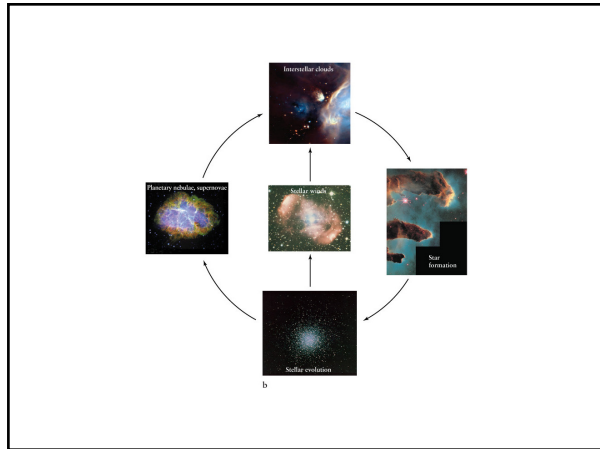 Interstellar clouds
Planetary nebulae, supernovae
Stellar winds
Star
formation
Stellar evolution
b